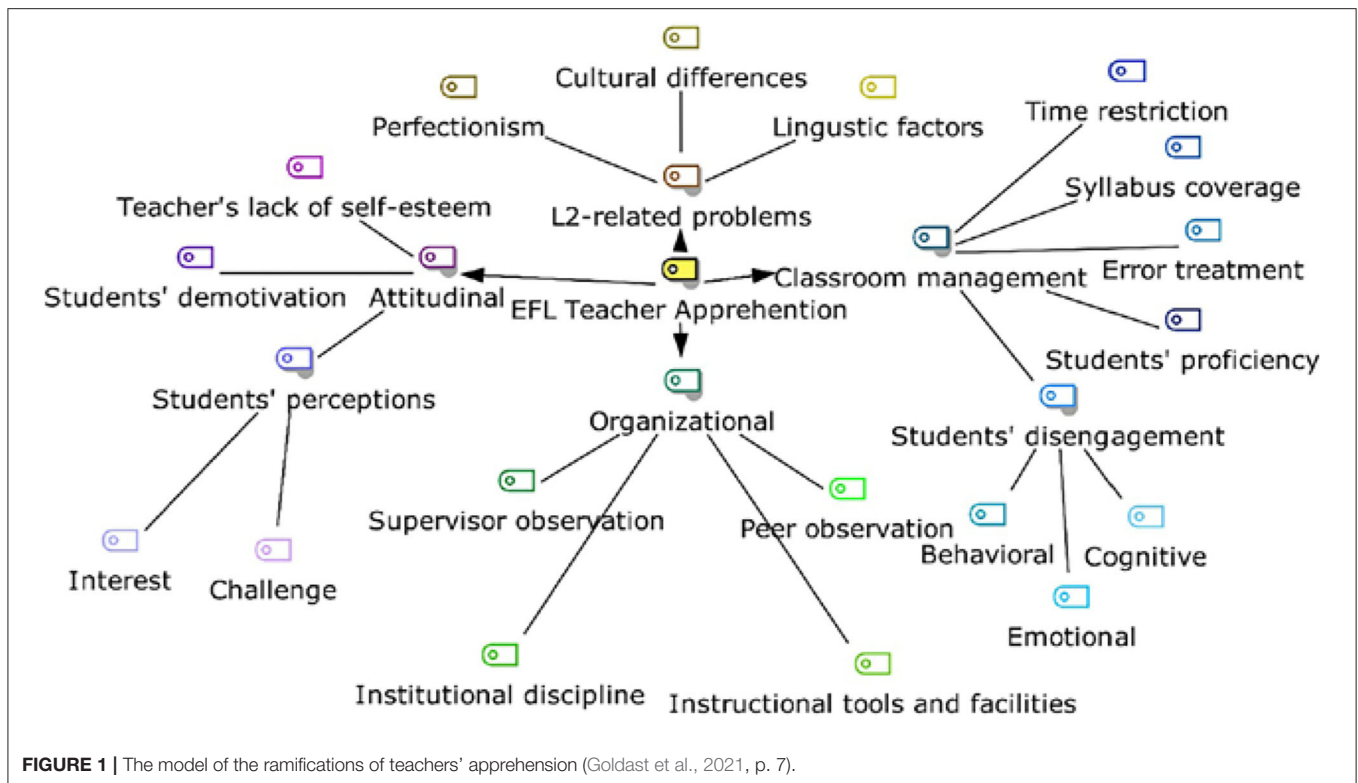 Cultural differences
Perfectionism
Lingustic factors
Time restriction
Syllabus coverage
Teacher's lack of self-esteem
L2-related problems
Error treatment
Students' demotivation
Attitudinal
EFL Teacher Apprehention
Classroom management
Students' proficiency
Students' perceptions
Organizational
Students' disengagement
Supervisor observation
Peer observation
Behavioral
Cognitive
Interest
Challenge
Emotional
Institutional discipline
Instructional tools and facilities
FIGURE 1 | The model of the ramifications of teachers' apprehension (Goldast et al., 2021, p. 7).